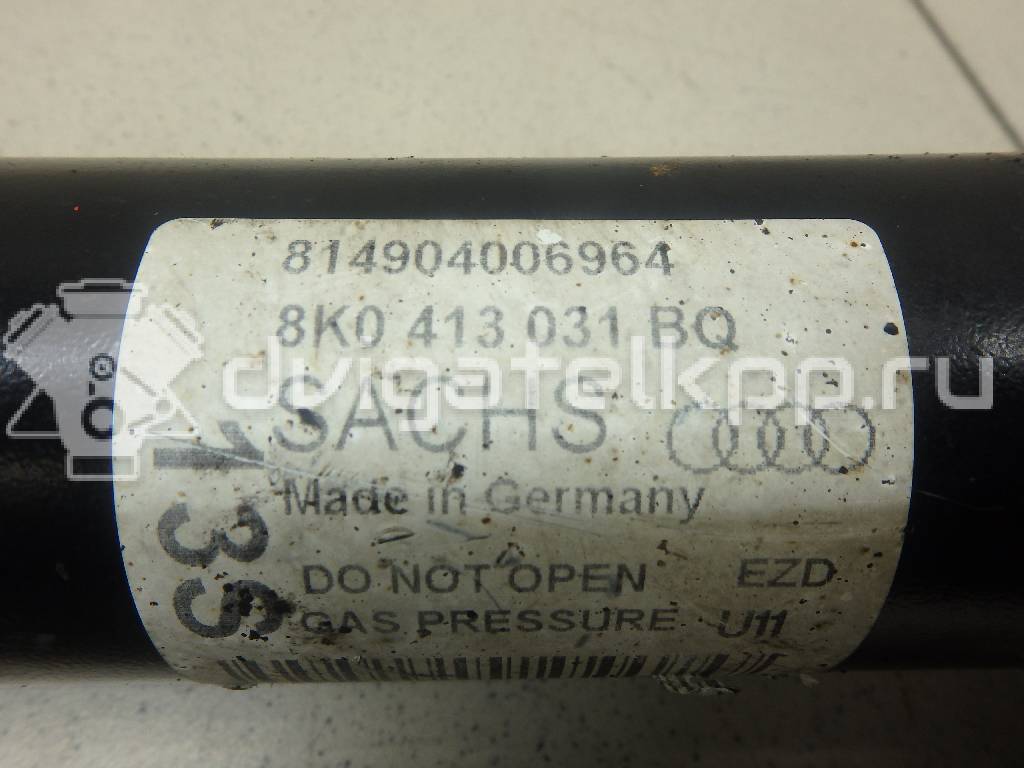 814904006964
8K0 413 031 BQ
SACHS
Made in Germany
DO NOT OPEN EZD
GAS PRESSURE U11
dvigatelkpp.ru